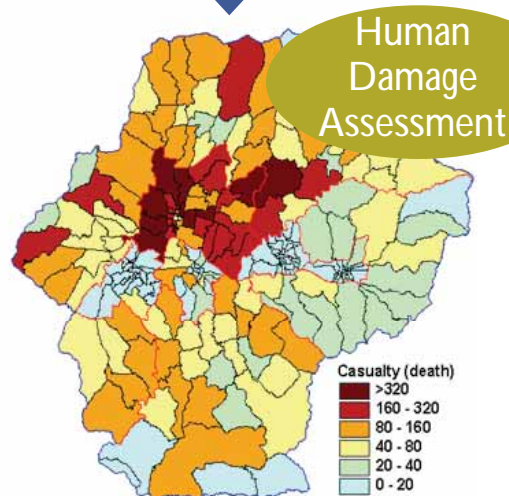 Human
Damage
Assessment
Casualty (death)
>320
160 - 320
80 - 160
40 - 80
20 - 40
0 - 20